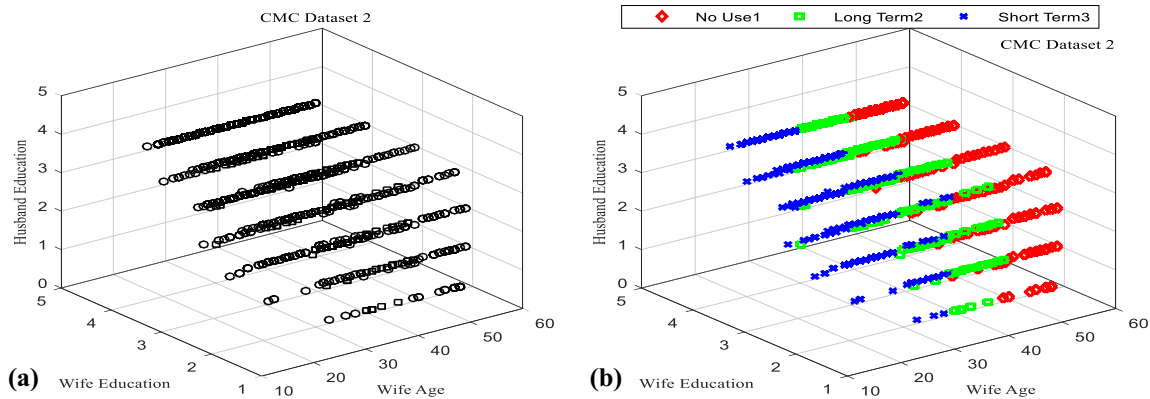 CMC Dataset 2
5
4
3
2
1
0
Husband Education
5
4
3
2
1
Wife Education
10
20
30
40
50
60
Wife Age
(a)
No Use1
Long Term2
Short Term3
CMC Dataset 2
5
4
3
2
1
0
Husband Education
5
4
3
2
1
Wife Education
10
20
30
40
50
60
Wife Age
(b)